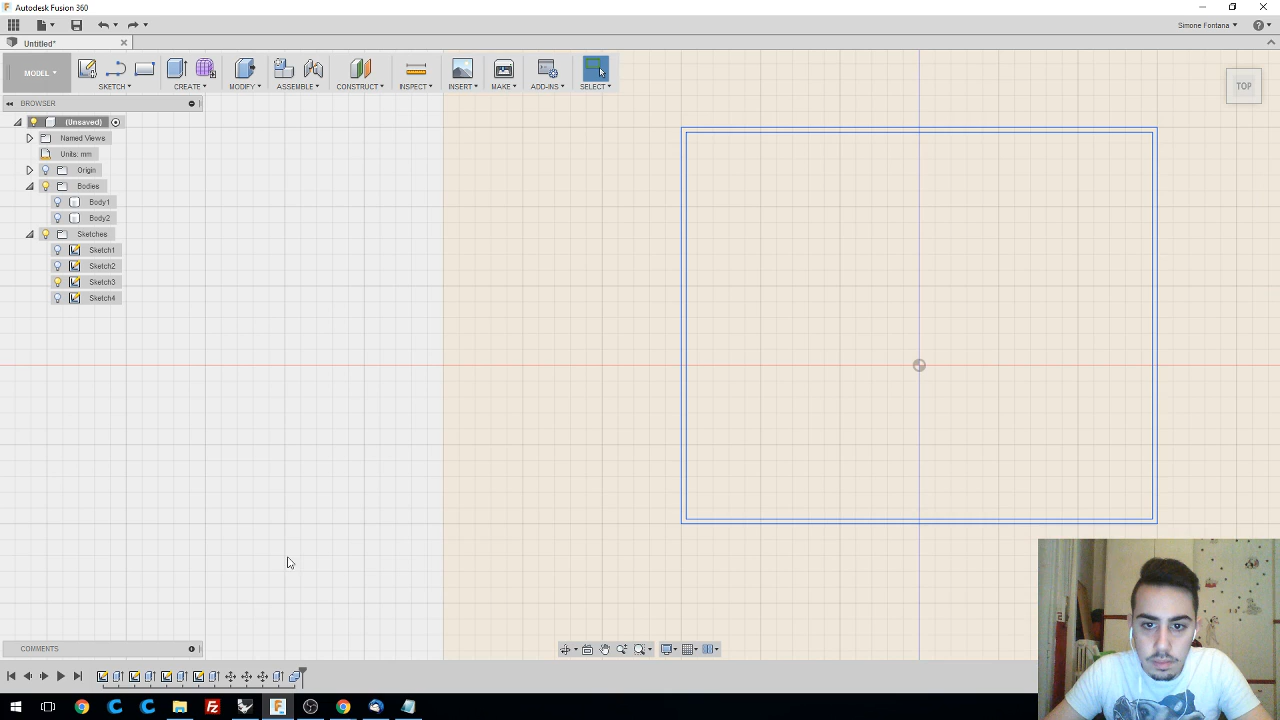 Autodesk Fusion 360
Simone Fontana
Untitled*
MODEL
SKETCH
CREATE
MODIFY
ASSEMBLE
CONSTRUCT
INSPECT
INSERT
MAKE
ADD-INS
SELECT
TOP
BROWSER
(Unsaved)
Named Views
Units: mm
Origin
Bodies
Body1
Body2
Sketches
Sketch1
Sketch2
Sketch3
Sketch4
COMMENTS